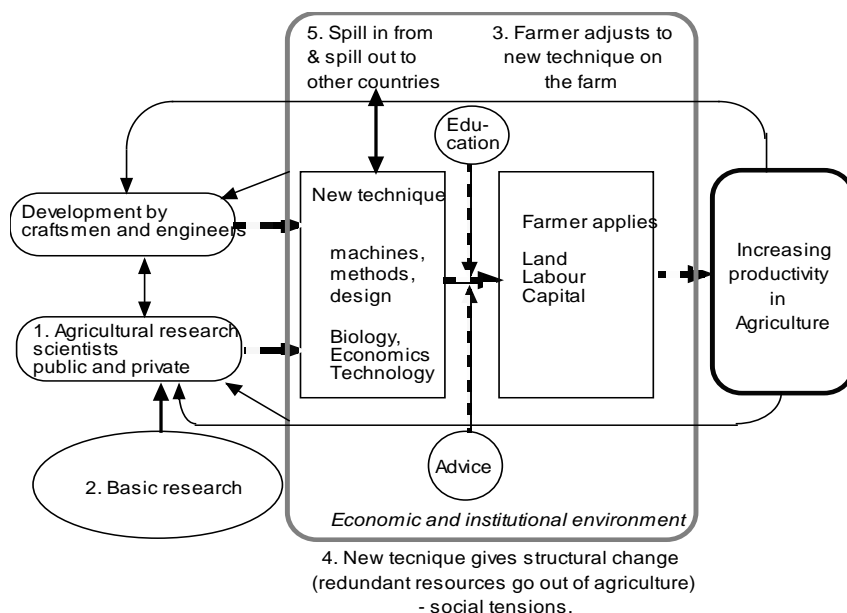 5. Spill in from
& spill out to
other countries
3. Farmer adjusts to
new technique on
the farm
Edu-
cation
Development by
craftsmen and engineers
New technique
machines,
methods,
design
Biology,
Economics
Technology
Farmer applies
Land
Labour
Capital
Increasing
productivity
in
Agriculture
1. Agricultural research
scientists
public and private
2. Basic research
Advice
Economic and institutional environment
4. New tecnique gives structural change
(redundant resources go out of agriculture)
- social tensions.